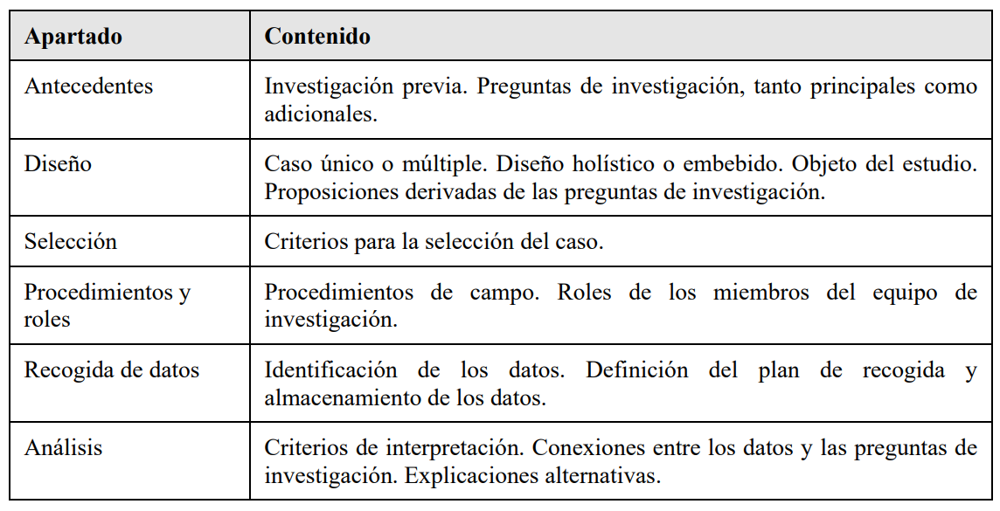 Apartado Contenido
Antecedentes Investigación previa. Preguntas de investigación, tanto principales como
adicionales.
Diseño Caso único o múltiple. Diseño holístico o embebido. Objeto del estudio.
Proposiciones derivadas de las preguntas de investigación.
Selección Criterios para la selección del caso.
Procedimientos y Procedimientos de campo. Roles de los miembros del equipo de
roles investigación.
Recogida de datos Identificación de los datos. Definición del plan de recogida y
almacenamiento de los datos.
Análisis Criterios de interpretación. Conexiones entre los datos y las preguntas de
investigación. Explicaciones alternativas.